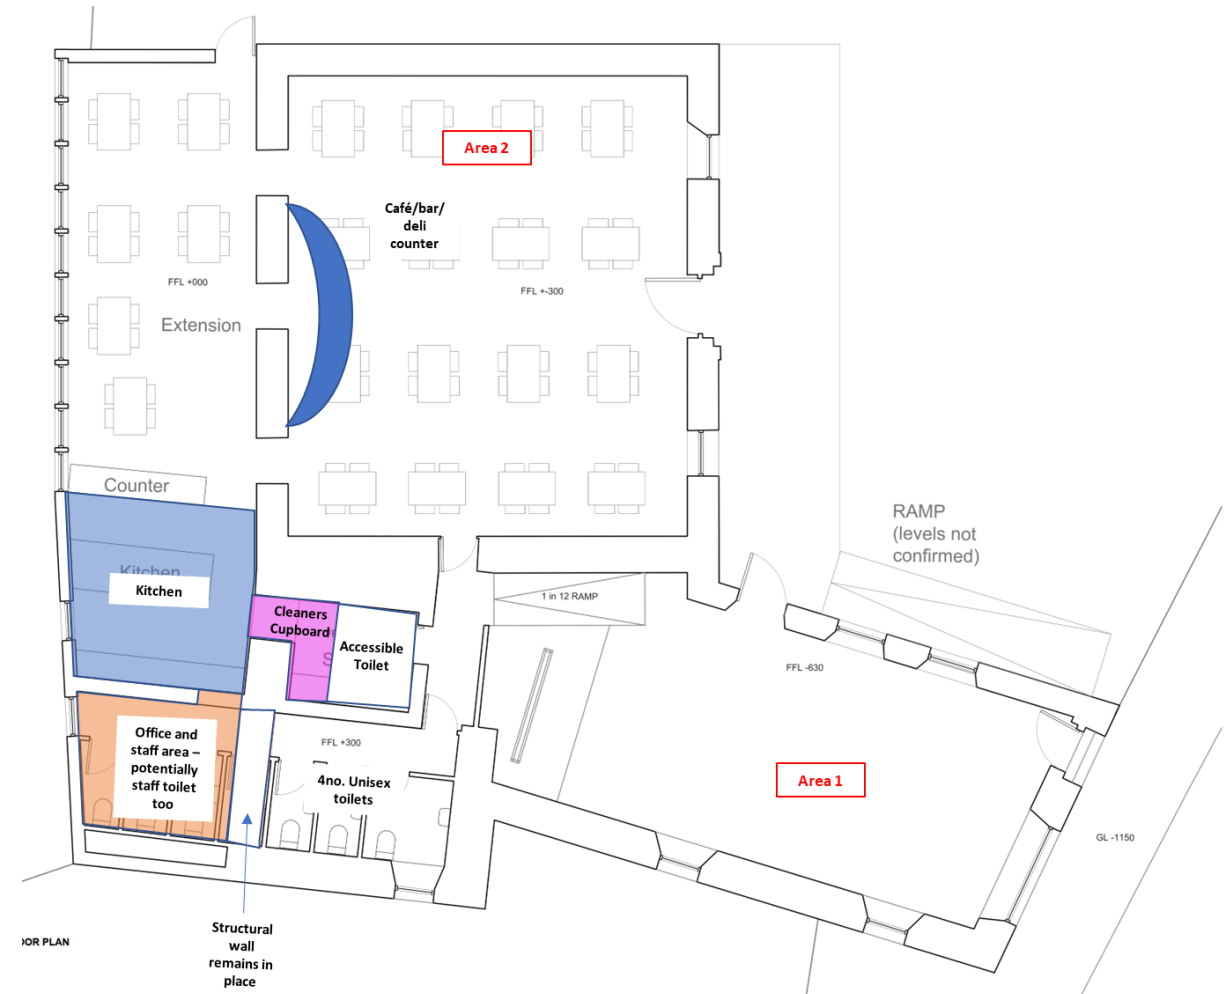 Area 2
Café/bar/
deli
counter
FFL +000
FFL +-300
Extension
Counter
RAMP
(levels not
confirmed)
Kitchen
Kitchen
1 in 12 RAMP
Cleaners
Cupboard
Accessible
Toilet
S
FFL -630
Office and
staff area –
potentially
staff toilet
too
FFL +300
4no. Unisex
toilets
Area 1
GL -1150
Structural
wall
remains in
place
OOR PLAN